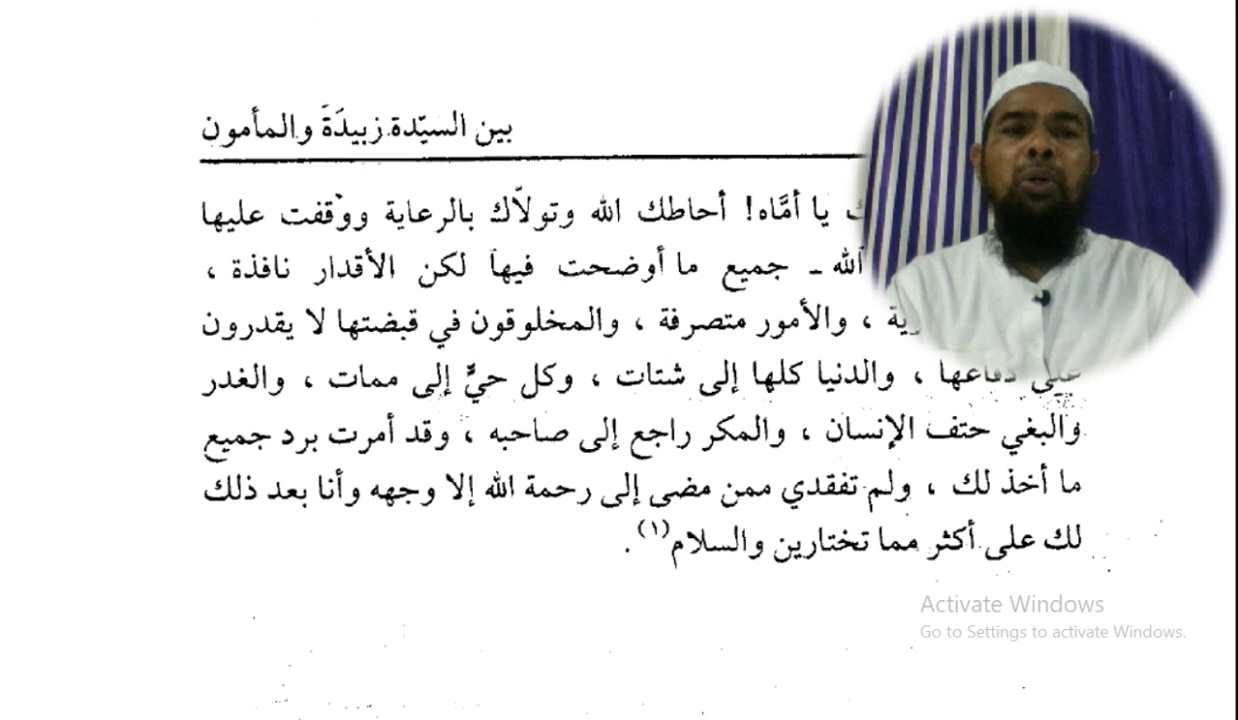 بين السيّدة زبيدَةَ والمأمون
يا أمَّاه! أحاطك الله وتولاّك بالرعاية ووقفت عليها
الله ـ جميع ما أوضحت فيها لكن الأقدار نافذة ،
، والأمور متصرفة ، والمخلوقون في قبضتها لا يقدرون
على دفاعها ، والدنيا كلها إلى شتات ، وكل حيٍّ إلى ممات ، والغدر
والبغي حتف الإنسان ، والمكر راجع إلى صاحبه ، وقد أمرت برد جميع
ما أخذ لك ، ولم تفقدي ممن مضى إلى رحمة الله إلا وجهه وأنا بعد ذلك
لك على أكثر مما تختارين والسلام(١) .
Activate Windows
Go to Settings to activate Windows.